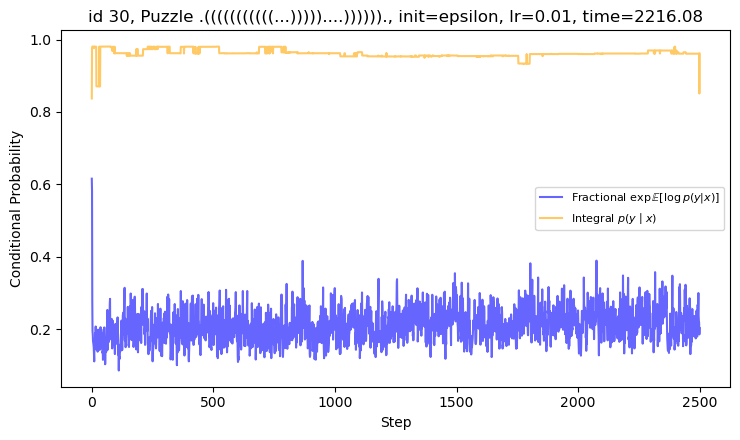 id 30, Puzzle .(((((((((((...)))))....))))))., init=epsilon, lr=0.01, time=2216.08
Conditional Probability
1.0
0.8
0.6
0.4
0.2
Fractional exp𝔼[log p(y|x)]
Integral p(y | x)
0
500
1000
1500
2000
2500
Step